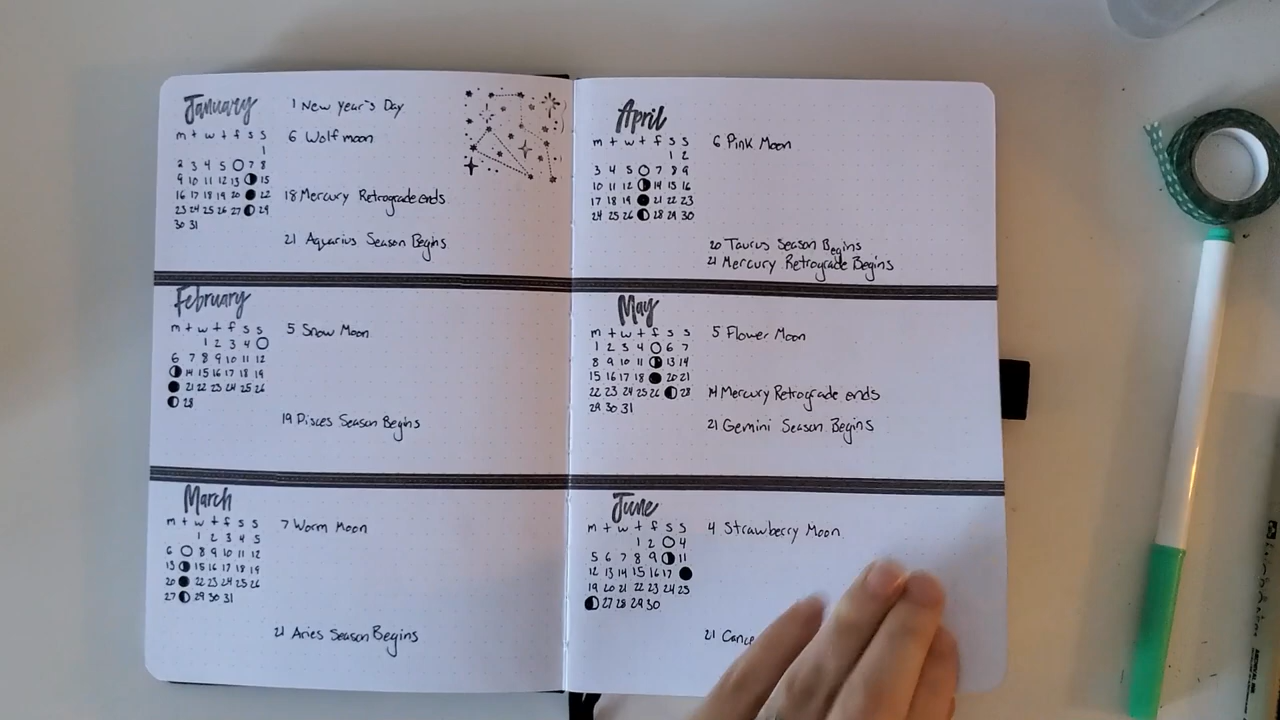 January
m t w t f s s
1
2 3 4 5 7 8
9 10 11 12 13 15
16 17 18 19 20 22
23 24 25 26 27 29
30 31
1 New Year's Day
6 Wolf moon
18 Mercury Retrograde ends
21 Aquarius Season Begins
February
m t w t f s s
1 2 3 4
6 7 8 9 10 11 12
14 15 16 17 18 19
21 22 23 24 25 26
28
5 Snow Moon
19 Pisces Season Begins
March
m t w t f s s
1 2 3 4 5
6 8 9 10 11 12
13 15 16 17 18 19
20 22 23 24 25 26
27 29 30 31
7 Worm Moon
21 Aries Season Begins
April
m t w t f s s
1 2
3 4 5 7 8 9
10 11 12 14 15 16
17 18 19 21 22 23
24 25 26 28 29 30
6 Pink Moon
20 Taurus Season Begins
21 Mercury Retrograde Begins
May
m t w t f s s
1 2 3 4 6 7
8 9 10 11 13 14
15 16 17 18 20 21
22 23 24 25 26 28
29 30 31
5 Flower Moon
14 Mercury Retrograde ends
21 Gemini Season Begins
June
m t w t f s s
1 2 4
5 6 7 8 9 11
12 13 14 15 16 17
19 20 21 22 23 24 25
27 28 29 30
4 Strawberry Moon
21 Cance